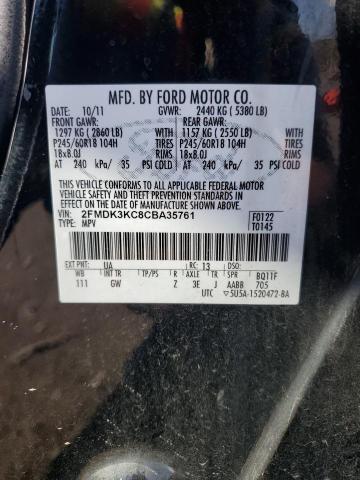 MFD. BY FORD MOTOR CO.
DATE: 10/11 GVWR: 2440 KG ( 5380 LB)
FRONT GAWR: REAR GAWR:
1297 KG ( 2860 LB) 1157 KG ( 2550 LB)
P245/60R18 104H TIRES P245/60R18 104H TIRES
18x8.0J RIMS 18x8.0J RIMS
AT 240 kPa/ 35 PSI COLD AT 240 kPa/ 35 PSI COLD
THIS VEHICLE CONFORMS TO ALL APPLICABLE FEDERAL MOTOR
VEHICLE SAFETY AND THEFT PREVENTION STANDARDS IN EFFECT
ON THE DATE OF MANUFACTURE SHOWN ABOVE.
VIN: 2FMDK3KC8CBA35761 F0122
TYPE: MPV T0145
EXT PNT: UA RC: 13 DSO:
WB INT TR TP/PS R AXLE TR SPR BQ11F
111 GW Z 3E J AABB 705
UTC ▽5U5A-1520472-BA